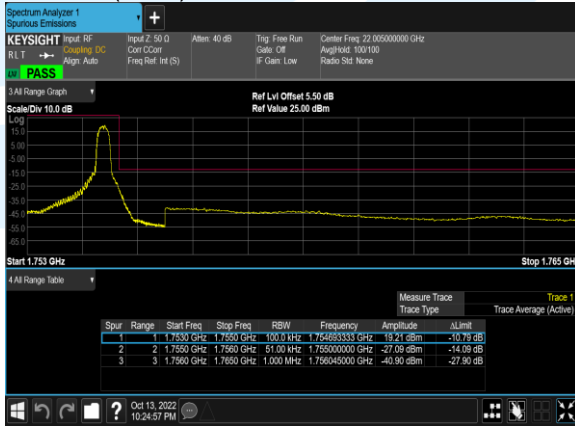 Spectrum Analyzer 1
Spurious Emissions
KEYSIGHT Input: RF Input Z: 50 Ω Atten: 40 dB Trig: Free Run Center Freq: 22.005000000 GHz
RLT Coupling: DC Corr CCorr Gate: Off Avg|Hold: 100/100
Align: Auto Freq Ref: Int (S) IF Gain: Low Radio Std: None
PASS
3 All Range Graph
Ref Lvl Offset 5.50 dB
Scale/Div 10.0 dB Ref Value 25.00 dBm
Log
15.0
5.00
-5.00
-15.0
-25.0
-35.0
-45.0
-55.0
-65.0
Start 1.753 GHz Stop 1.765 GH
4 All Range Table
Measure Trace Trace 1
Trace Type Trace Average (Active)
Spur Range Start Freq Stop Freq RBW Frequency Amplitude ΔLimit
1 1 1.7530 GHz 1.7550 GHz 100.0 kHz 1.754693333 GHz 19.21 dBm -10.79 dB
2 2 1.7550 GHz 1.7560 GHz 51.00 kHz 1.755000000 GHz -27.09 dBm -14.09 dB
3 3 1.7560 GHz 1.7650 GHz 1.000 MHz 1.756045000 GHz -40.90 dBm -27.90 dB
Oct 13, 2022
10:24:57 PM